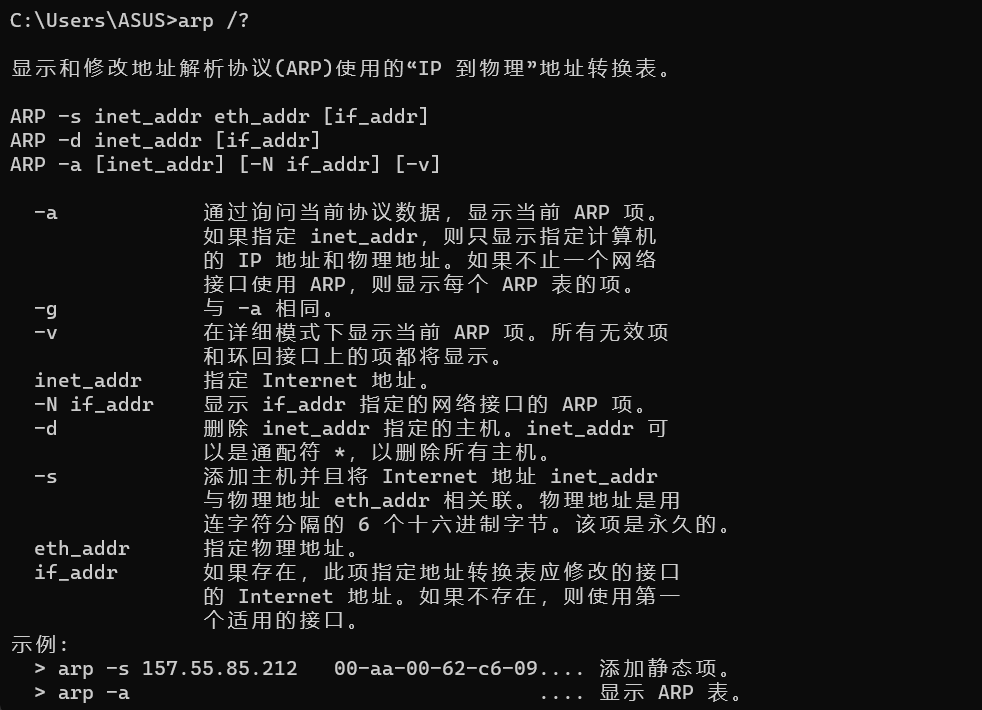 C:\Users\ASUS>arp /?
显示和修改地址解析协议(ARP)使用的“IP 到物理”地址转换表。
ARP -s inet_addr eth_addr [if_addr]
ARP -d inet_addr [if_addr]
ARP -a [inet_addr] [-N if_addr] [-v]
-a 通过询问当前协议数据，显示当前 ARP 项。
如果指定 inet_addr，则只显示指定计算机
的 IP 地址和物理地址。如果不止一个网络
接口使用 ARP，则显示每个 ARP 表的项。
-g 与 -a 相同。
-v 在详细模式下显示当前 ARP 项。所有无效项
和环回接口上的项都将显示。
inet_addr 指定 Internet 地址。
-N if_addr 显示 if_addr 指定的网络接口的 ARP 项。
-d 删除 inet_addr 指定的主机。inet_addr 可
以是通配符 *，以删除所有主机。
-s 添加主机并且将 Internet 地址 inet_addr
与物理地址 eth_addr 相关联。物理地址是用
连字符分隔的 6 个十六进制字节。该项是永久的。
eth_addr 指定物理地址。
if_addr 如果存在，此项指定地址转换表应修改的接口
的 Internet 地址。如果不存在，则使用第一
个适用的接口。
示例:
> arp -s 157.55.85.212 00-aa-00-62-c6-09.... 添加静态项。
> arp -a .... 显示 ARP 表。